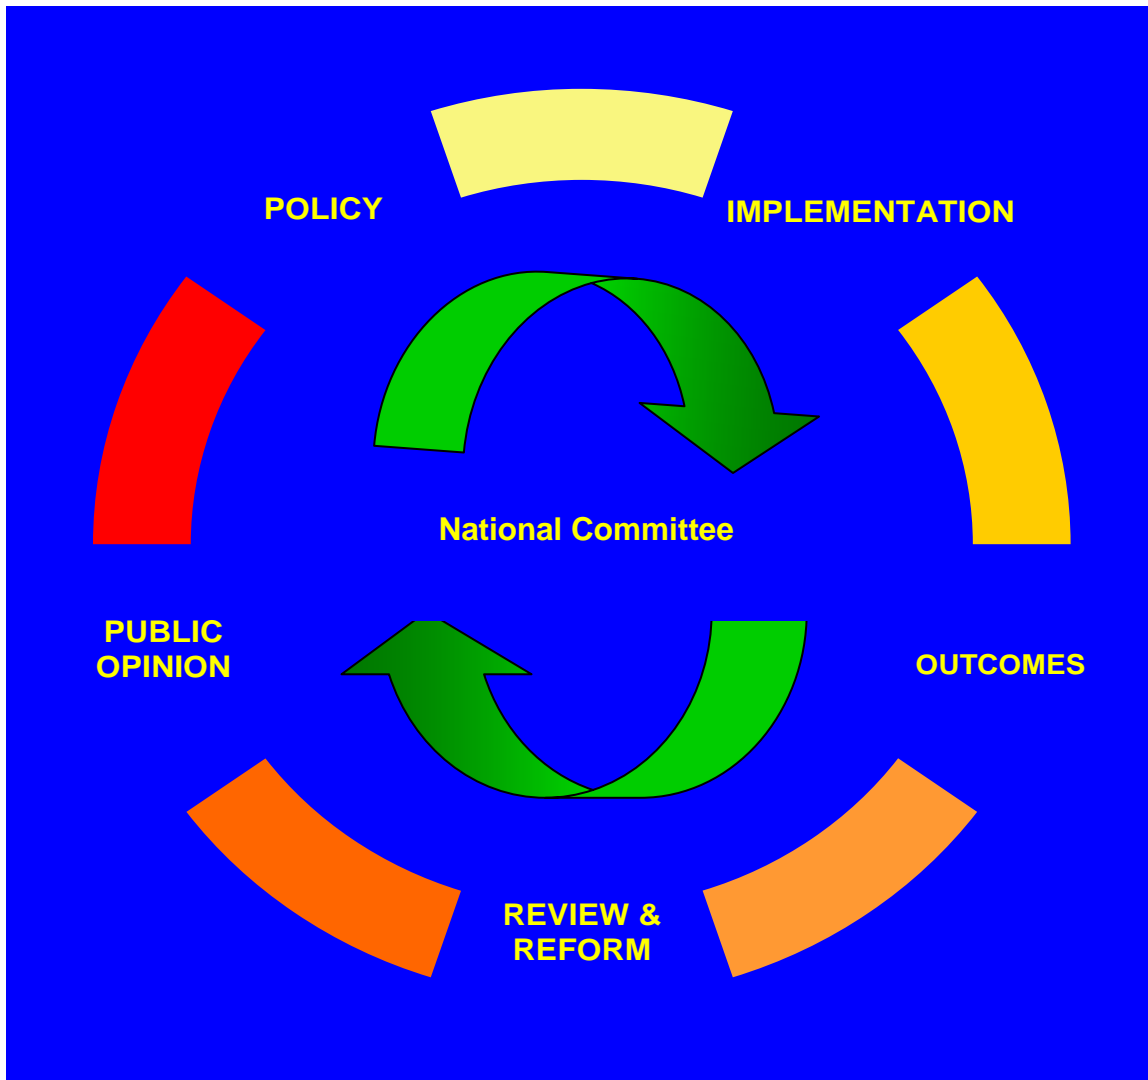 POLICY
IMPLEMENTATION
National Committee
PUBLIC
OPINION
OUTCOMES
REVIEW &
REFORM